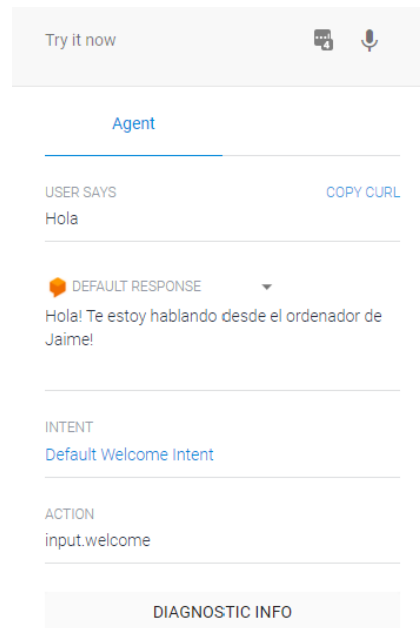 Try it now
4
Agent
USER SAYS COPY CURL
Hola
DEFAULT RESPONSE
Hola! Te estoy hablando desde el ordenador de
Jaime!
INTENT
Default Welcome Intent
ACTION
input.welcome
DIAGNOSTIC INFO